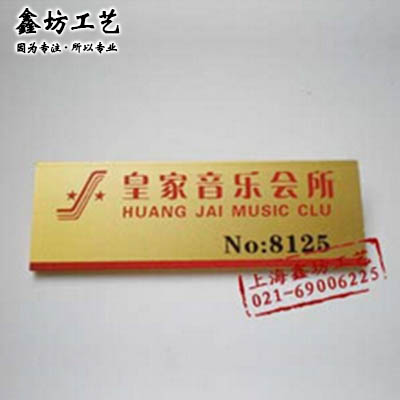 鑫坊工艺
因为专注·所以专业
皇家音乐会所
HUANG JAI MUSIC CLU
No:8125
上海鑫坊工艺
021-69006225